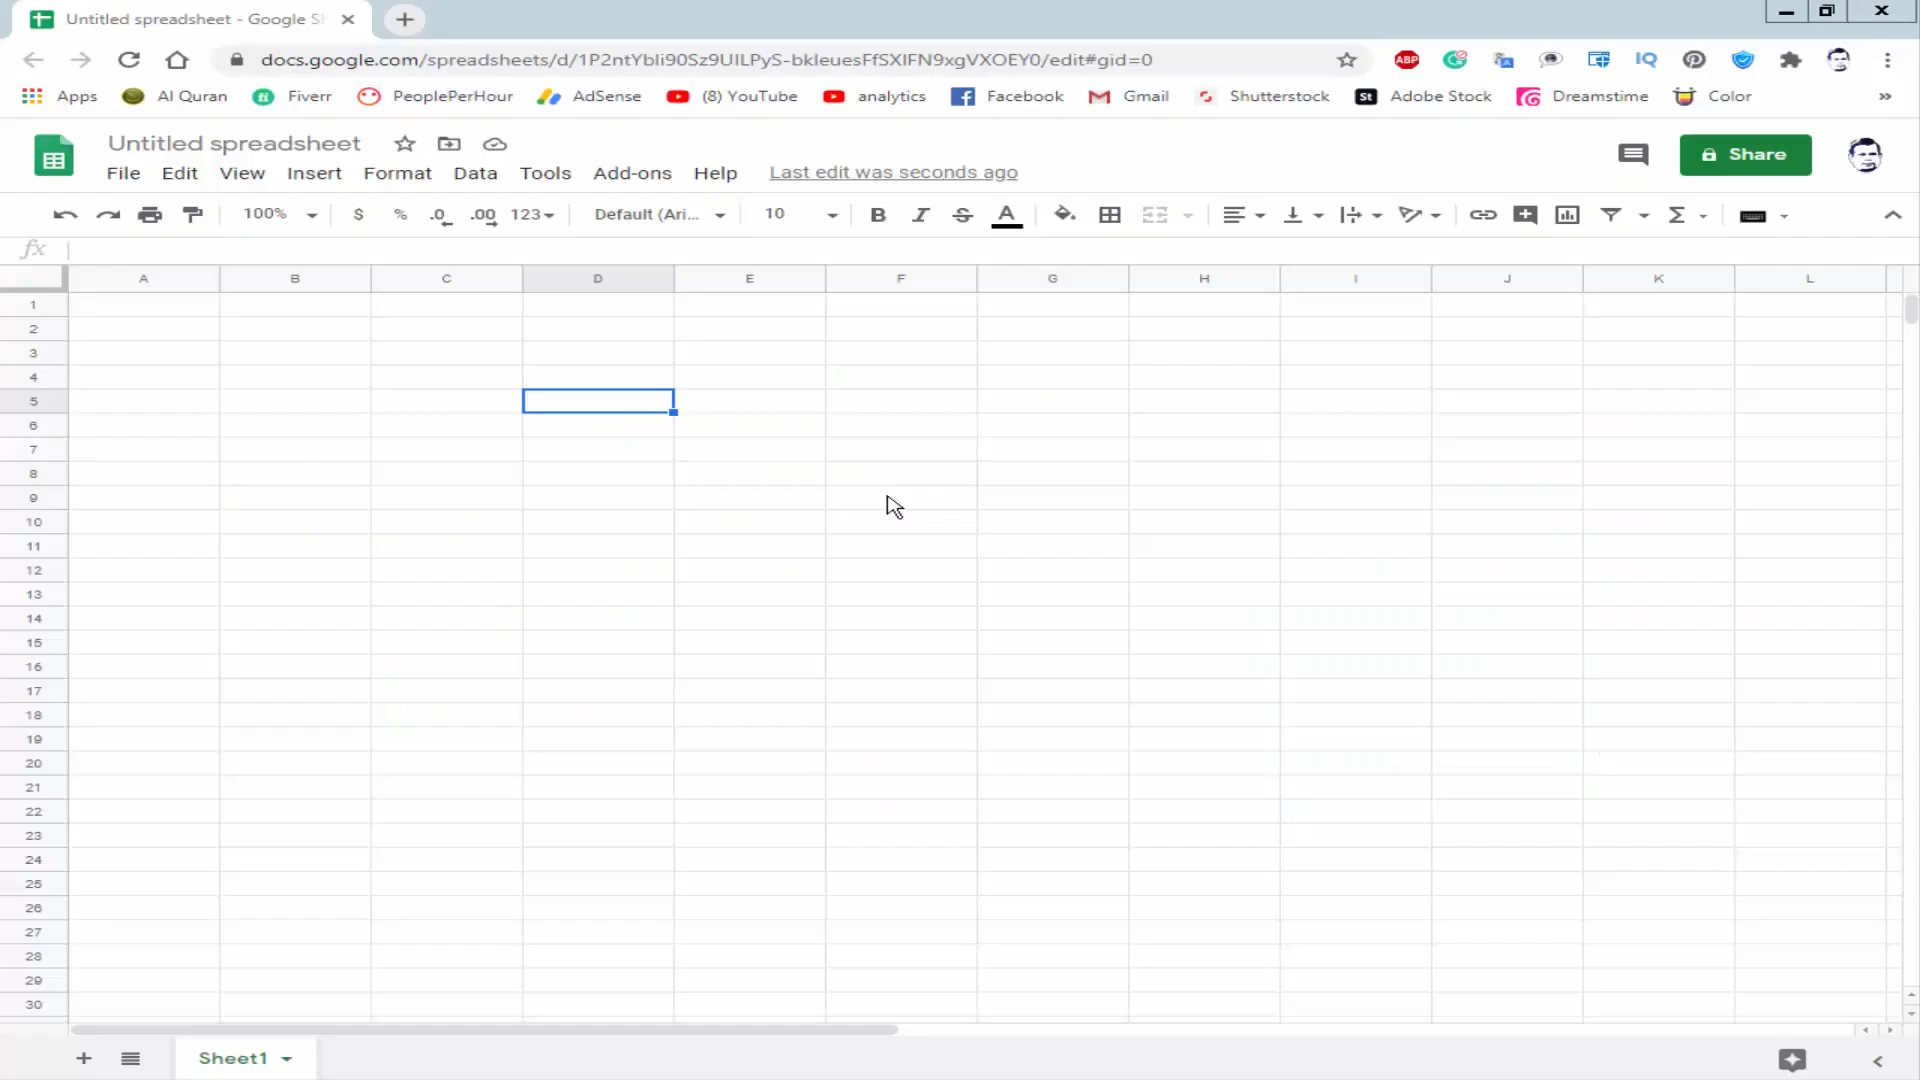 Untitled spreadsheet - Google Sh
docs.google.com/spreadsheets/d/1P2ntYbli90Sz9UILPyS-bkleuesFfSXIFN9xgVXOEY0/edit#gid=0
ABP
IQ
Apps Al Quran Fiverr PeoplePerHour AdSense (8) YouTube analytics Facebook Gmail Shutterstock St Adobe Stock Dreamstime Color »
Untitled spreadsheet
Share
File Edit View Insert Format Data Tools Add-ons Help Last edit was seconds ago
100% $ % .0 .00 123 Default (Ari... 10 B I S A Σ
fx
A B C D E F G H I J K L
1
2
3
4
5
6
7
8
9
10
11
12
13
14
15
16
17
18
19
20
21
22
23
24
25
26
27
28
29
30
Sheet1